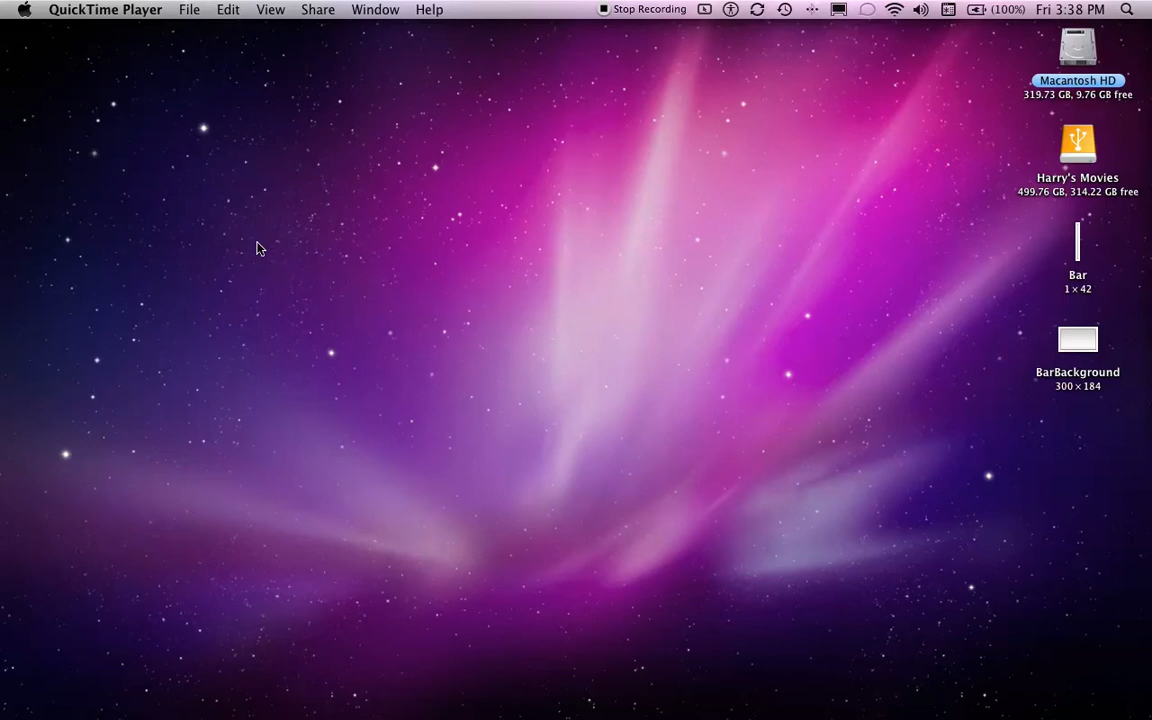 QuickTime Player File Edit View Share Window Help Stop Recording (100%) Fri 3:38 PM
Macintosh HD
319.73 GB, 9.76 GB free
Harry's Movies
499.76 GB, 314.22 GB free
Bar
1×42
BarBackground
300×184